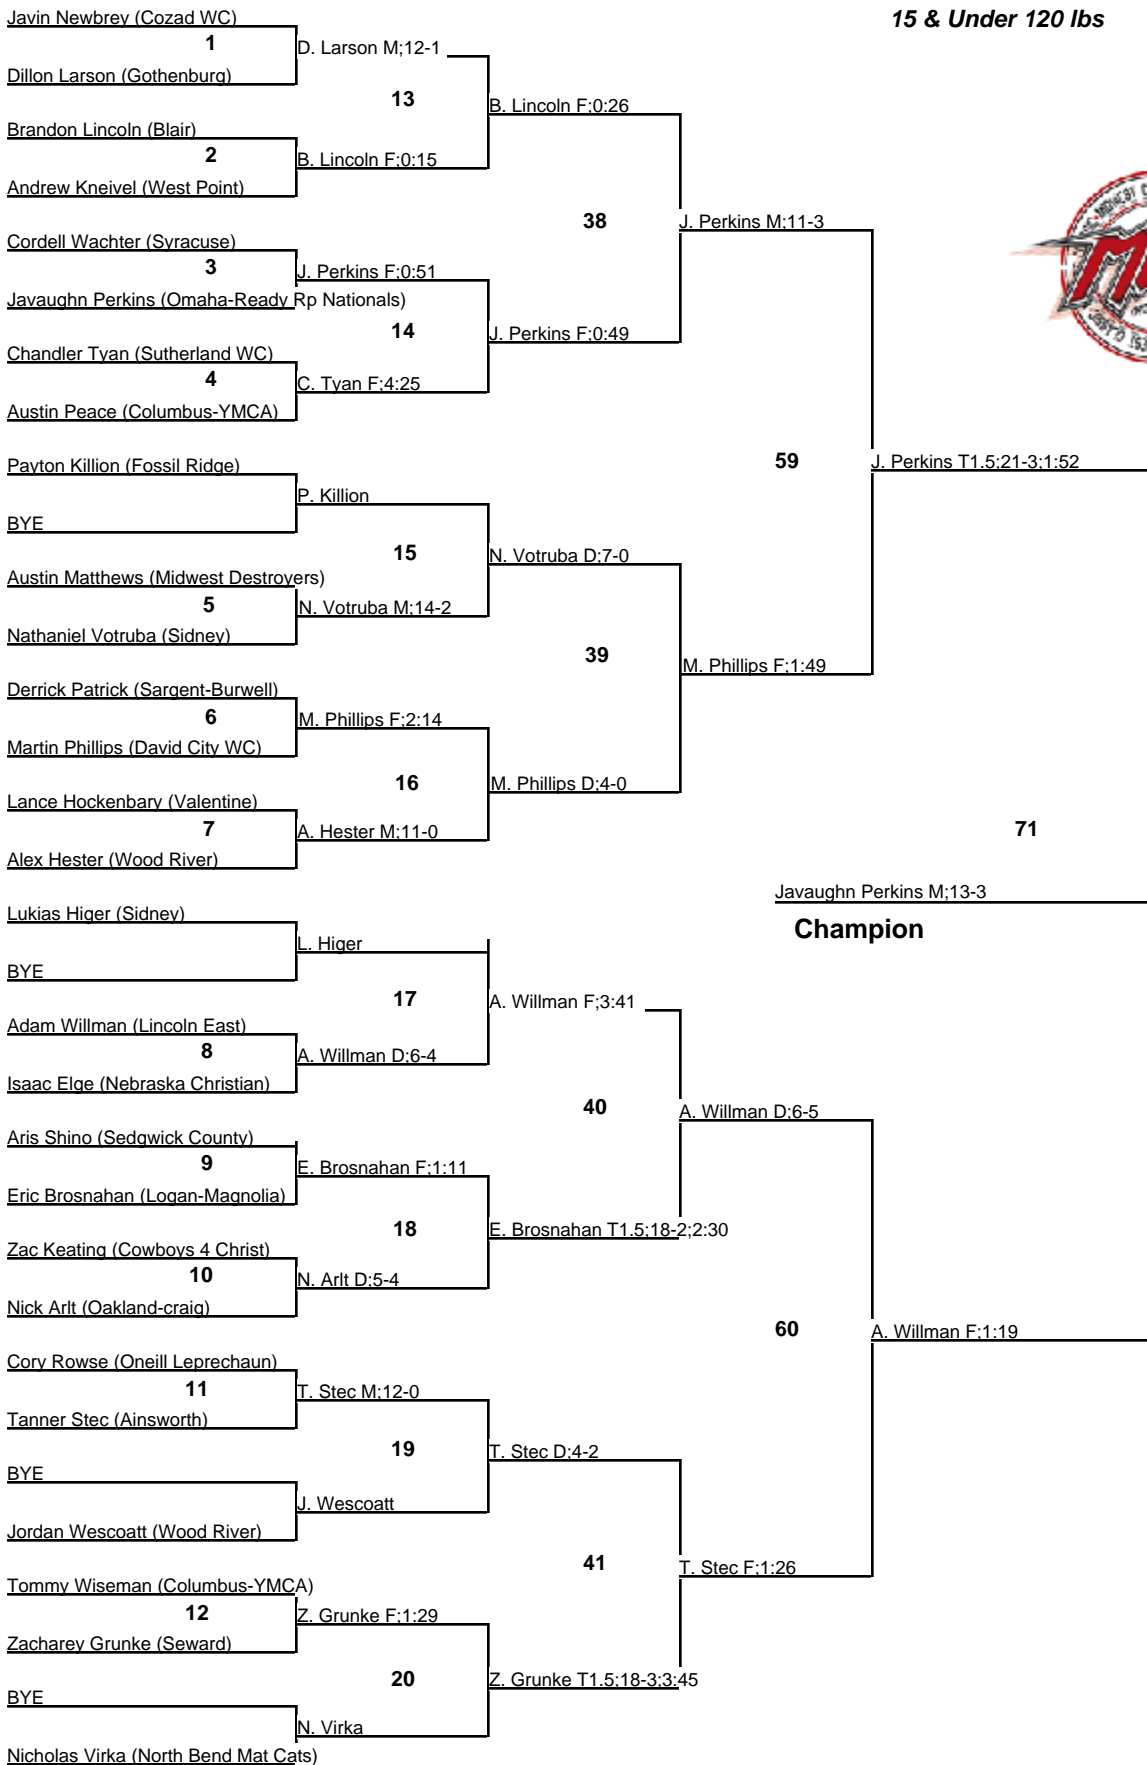 15 & Under 120 lbs
Javin Newbrey (Cozad WC)
1
D. Larson M;12-1
Dillon Larson (Gothenburg)
13
B. Lincoln F;0:26
Brandon Lincoln (Blair)
2
B. Lincoln F;0:15
Andrew Kneivel (West Point)
38
J. Perkins M;11-3
Cordell Wachter (Syracuse)
3
J. Perkins F;0:51
Javaughn Perkins (Omaha-Ready Rp Nationals)
14
J. Perkins F;0:49
Chandler Tyan (Sutherland WC)
4
C. Tyan F;4:25
Austin Peace (Columbus-YMCA)
59
J. Perkins T1.5;21-3;1:52
Payton Killion (Fossil Ridge)
P. Killion
BYE
15
N. Votruba D;7-0
Austin Matthews (Midwest Destroyers)
5
N. Votruba M;14-2
Nathaniel Votruba (Sidney)
39
M. Phillips F;1:49
Derrick Patrick (Sargent-Burwell)
6
M. Phillips F;2:14
Martin Phillips (David City WC)
16
M. Phillips D;4-0
Lance Hockenbary (Valentine)
7
A. Hester M;11-0
Alex Hester (Wood River)
71
Javaughn Perkins M;13-3
Champion
Lukias Higer (Sidney)
L. Higer
BYE
17
A. Willman F;3:41
Adam Willman (Lincoln East)
8
A. Willman D;6-4
Isaac Elge (Nebraska Christian)
40
A. Willman D;6-5
Aris Shino (Sedgwick County)
9
E. Brosnahan F;1:11
Eric Brosnahan (Logan-Magnolia)
18
E. Brosnahan T1.5;18-2;2:30
Zac Keating (Cowboys 4 Christ)
10
N. Arlt D;5-4
Nick Arlt (Oakland-craig)
60
A. Willman F;1:19
Cory Rowse (Oneill Leprechaun)
11
T. Stec M;12-0
Tanner Stec (Ainsworth)
19
T. Stec D;4-2
BYE
J. Wescoatt
Jordan Wescoatt (Wood River)
41
T. Stec F;1:26
Tommy Wiseman (Columbus-YMCA)
12
Z. Grunke F;1:29
Zacharey Grunke (Seward)
20
Z. Grunke T1.5;18-3;3:45
BYE
N. Virka
Nicholas Virka (North Bend Mat Cats)